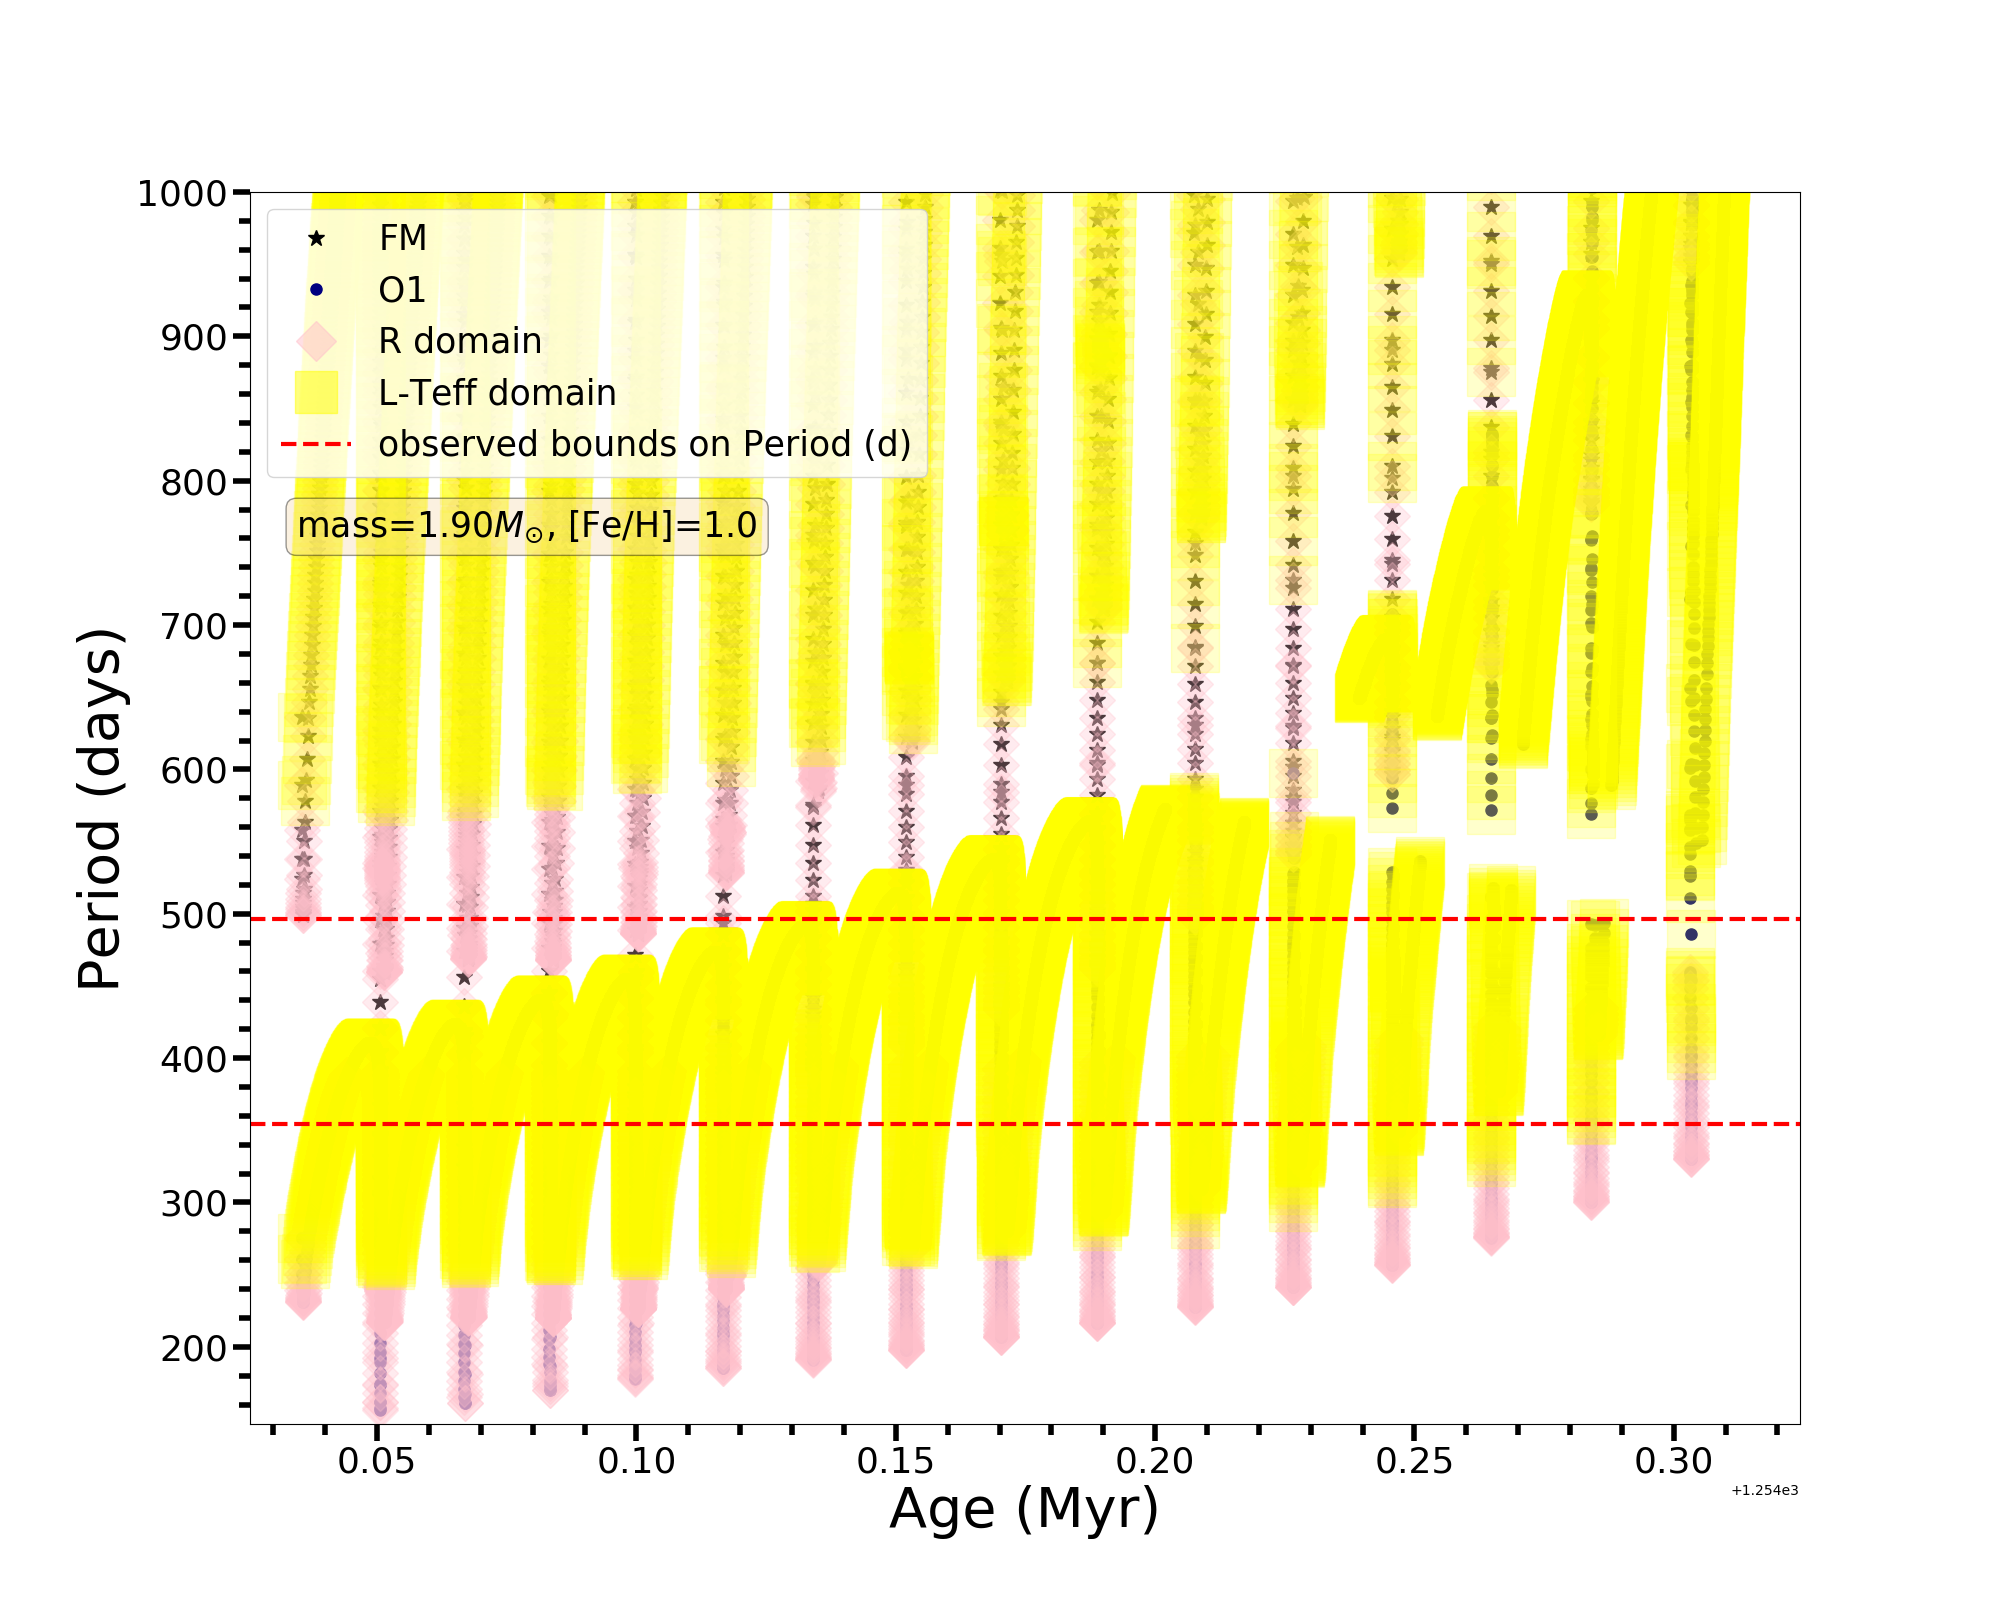 1000
900
800
700
600
500
400
300
200
Period (days)
FM
O1
R domain
L-Teff domain
observed bounds on Period (d)
mass=1.90M☉, [Fe/H]=1.0
0.05 0.10 0.15 0.20 0.25 0.30
+1.254e3
Age (Myr)